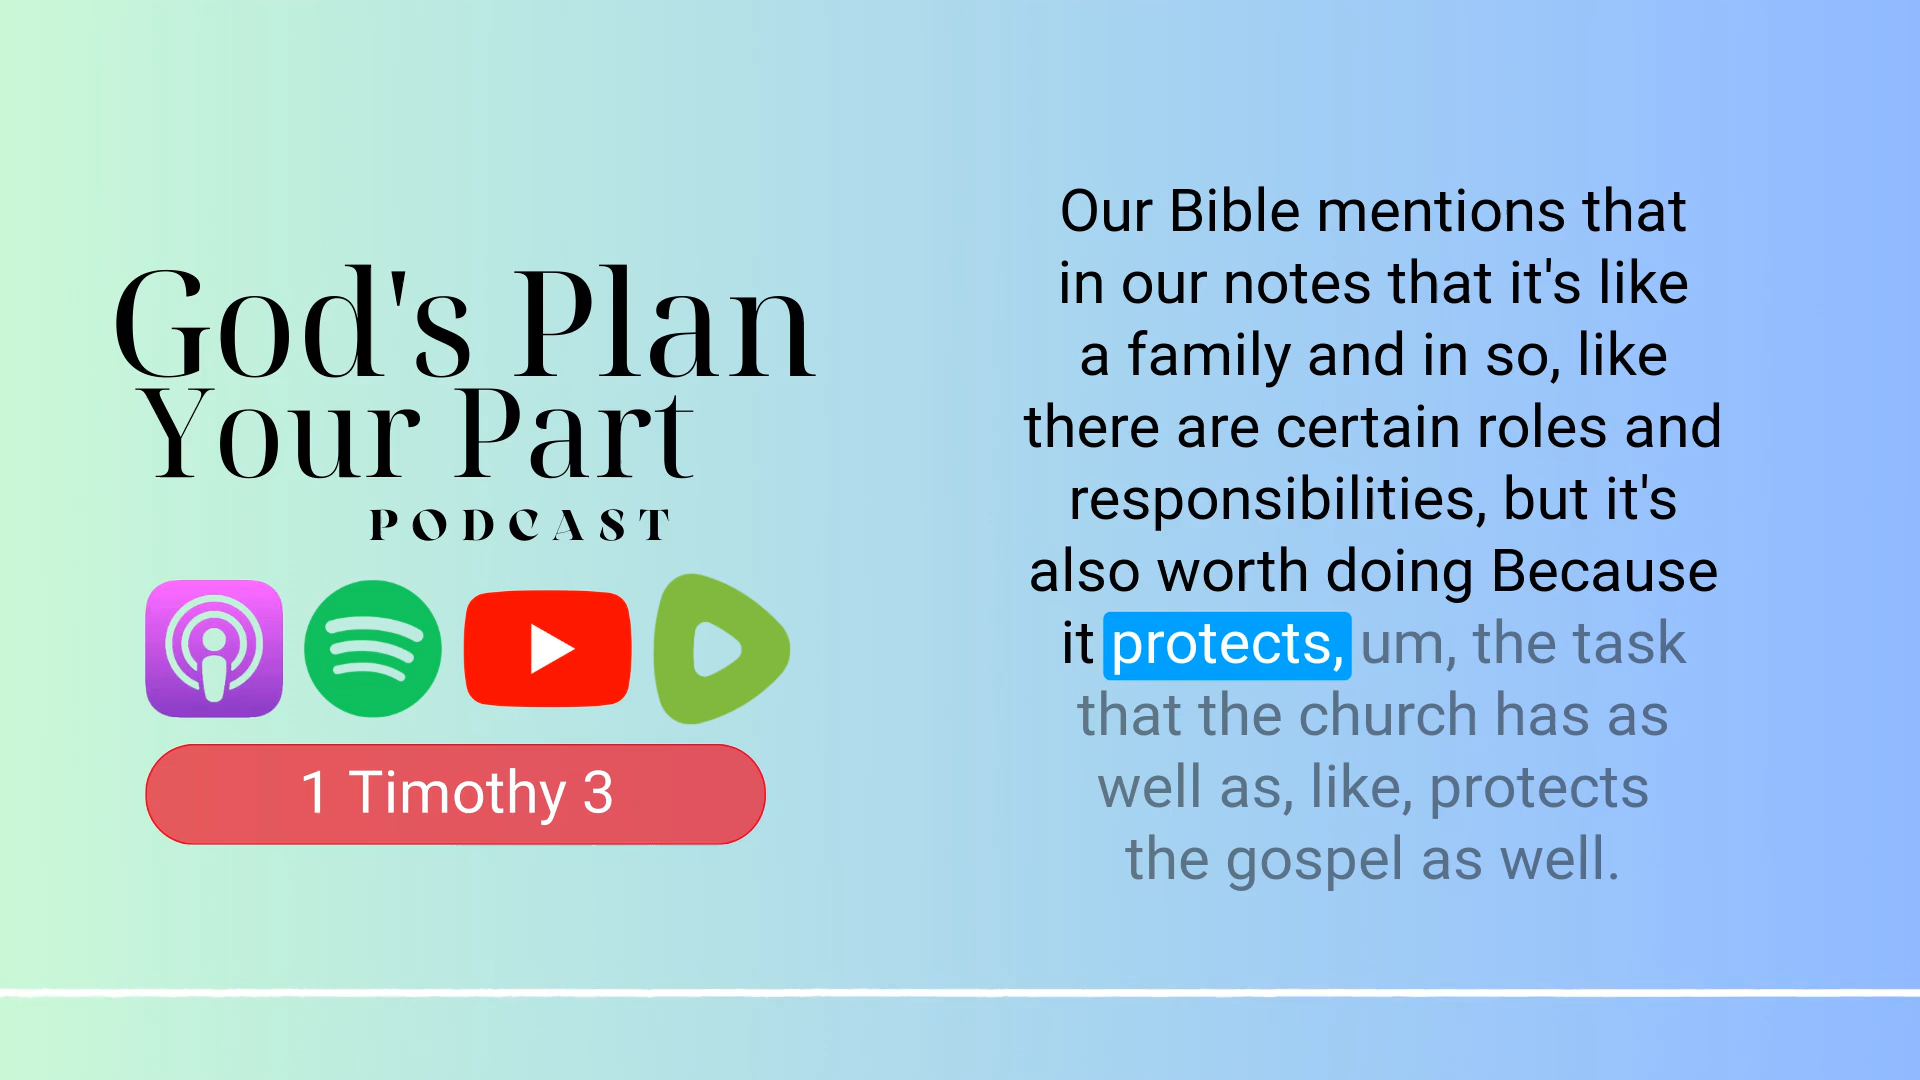 God's Plan
Your Part
PODCAST
1 Timothy 3
Our Bible mentions that
in our notes that it's like
a family and in so, like
there are certain roles and
responsibilities, but it's
also worth doing Because
it protects, um, the task
that the church has as
well as, like, protects
the gospel as well.